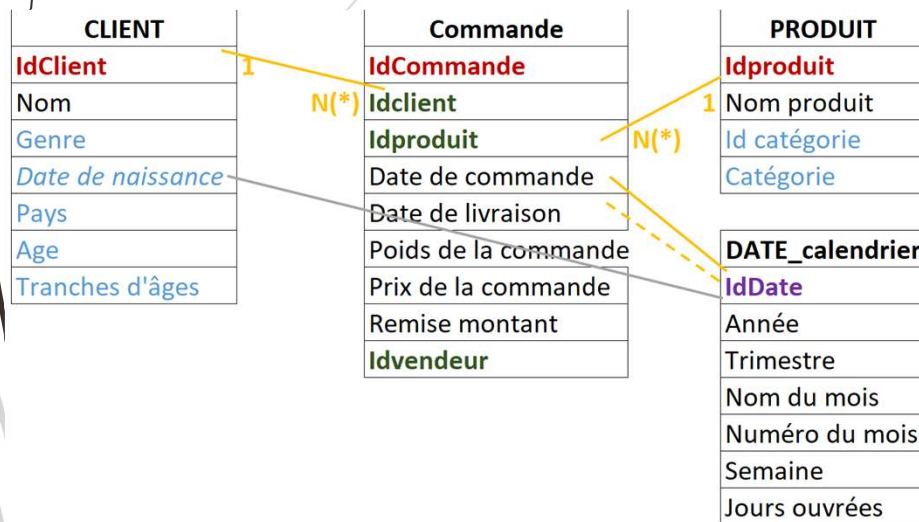 CLIENT
IdClient
Nom
Genre
Date de naissance
Pays
Age
Tranches d'âges
1
N(*)
Commande
IdCommande
Idclient
Idproduit
Date de commande
Date de livraison
Poids de la commande
Prix de la commande
Remise montant
Idvendeur
N(*)
1
PRODUIT
Idproduit
Nom produit
Id catégorie
Catégorie
DATE_calendrier
IdDate
Année
Trimestre
Nom du mois
Numéro du mois
Semaine
Jours ouvrées